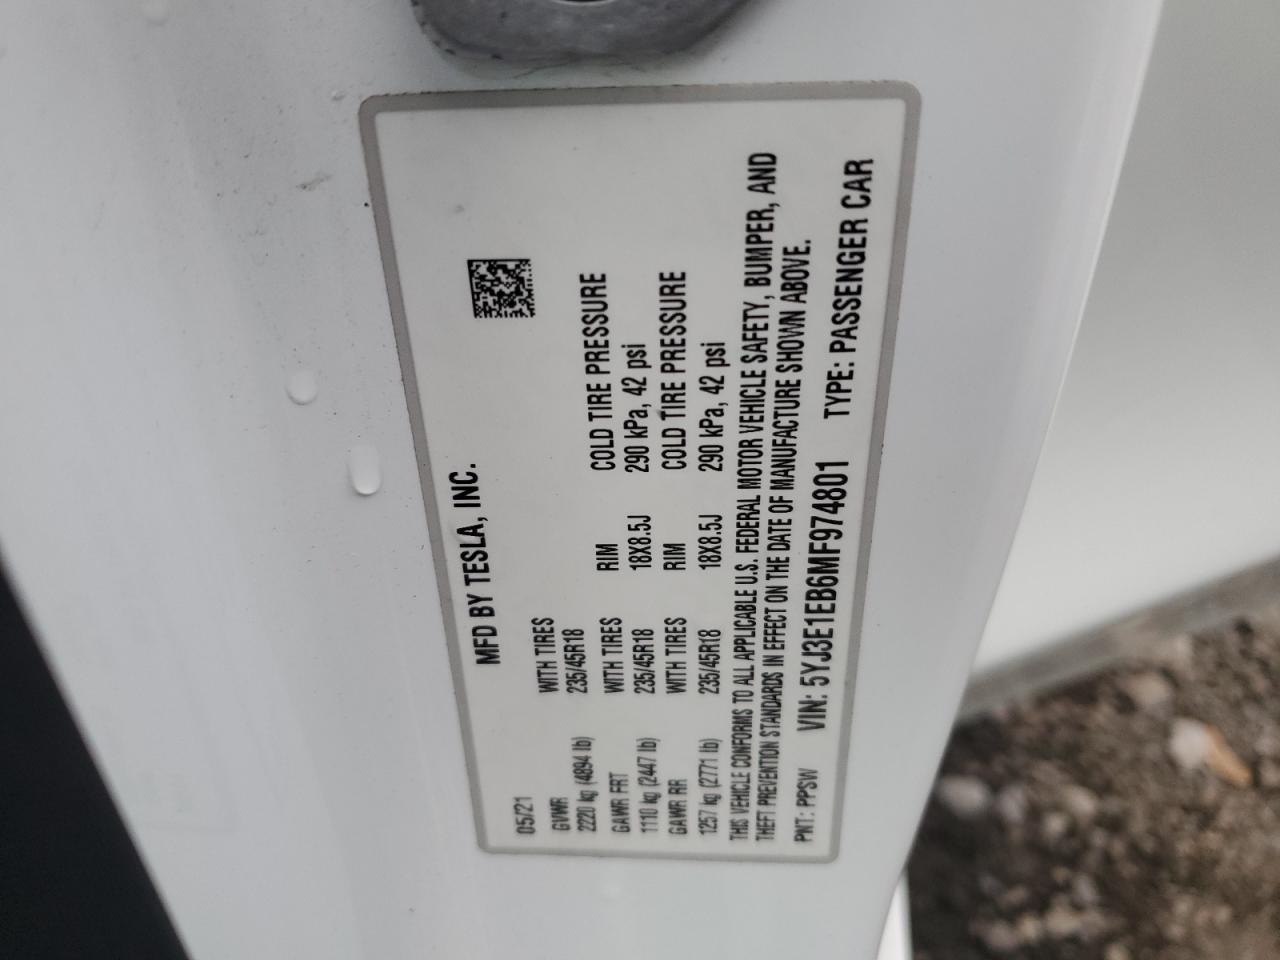 MFD BY TESLA, INC.
05/21
GVWR WITH TIRES
2220 kg (4894 lb) 235/45R18
GAWR FRT WITH TIRES RIM COLD TIRE PRESSURE
1110 kg (2447 lb) 235/45R18 18X8.5J 290 kPa, 42 psi
GAWR RR WITH TIRES RIM COLD TIRE PRESSURE
1257 kg (2771 lb) 235/45R18 18X8.5J 290 kPa, 42 psi
THIS VEHICLE CONFORMS TO ALL APPLICABLE U.S. FEDERAL MOTOR VEHICLE SAFETY, BUMPER, AND
THEFT PREVENTION STANDARDS IN EFFECT ON THE DATE OF MANUFACTURE SHOWN ABOVE.
PNT: PPSW VIN: 5YJ3E1EB6MF974801 TYPE: PASSENGER CAR